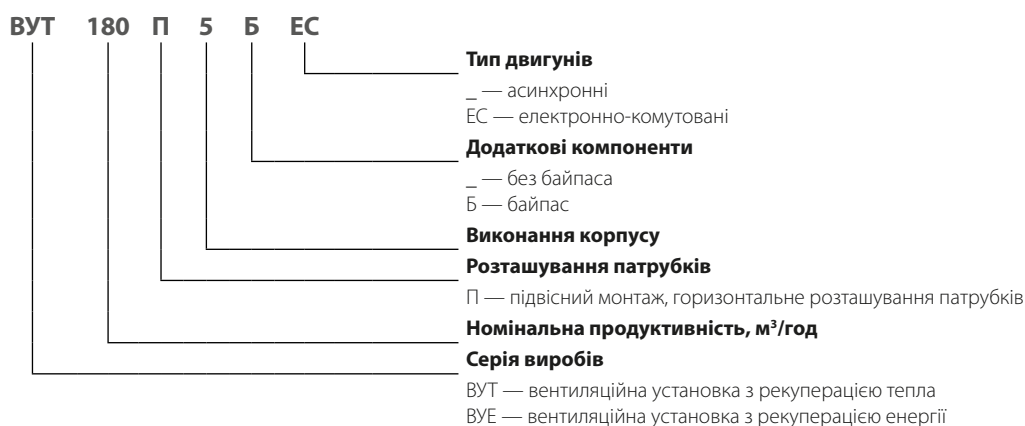 ВУТ 180 П 5 Б ЕС
Тип двигунів
_ — асинхронні
ЕС — електронно-комутовані
Додаткові компоненти
_ — без байпаса
Б — байпас
Виконання корпусу
Розташування патрубків
П — підвісний монтаж, горизонтальне розташування патрубків
Номінальна продуктивність, м³/год
Серія виробів
ВУТ — вентиляційна установка з рекуперацією тепла
ВУЕ — вентиляційна установка з рекуперацією енергії